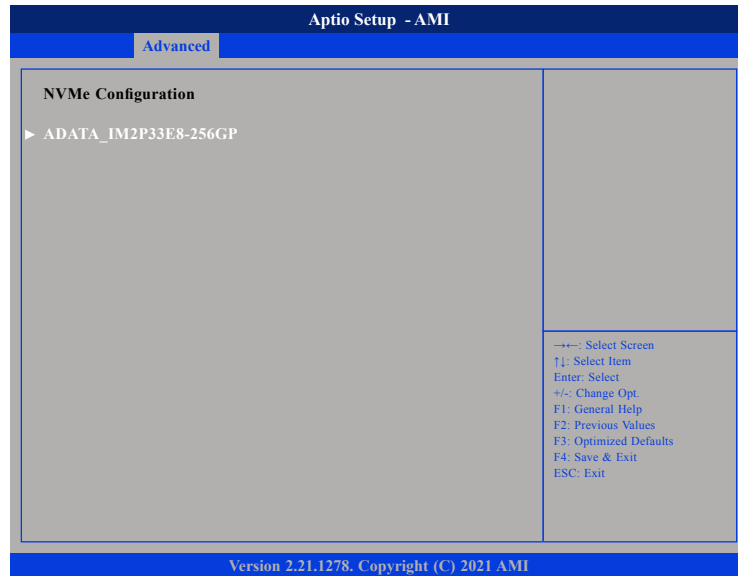 Aptio Setup - AMI
Advanced
NVMe Configuration
► ADATA_IM2P33E8-256GP
→←: Select Screen
↑↓: Select Item
Enter: Select
+/-: Change Opt.
F1: General Help
F2: Previous Values
F3: Optimized Defaults
F4: Save & Exit
ESC: Exit
Version 2.21.1278. Copyright (C) 2021 AMI